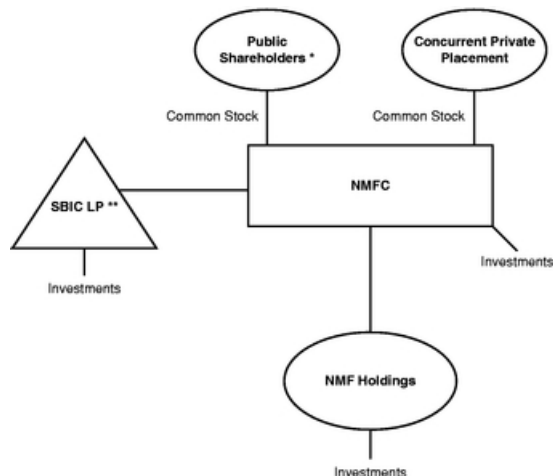 Public
Shareholders *
Concurrent Private
Placement
Common Stock
Common Stock
NMFC
SBIC LP **
Investments
Investments
NMF Holdings
Investments